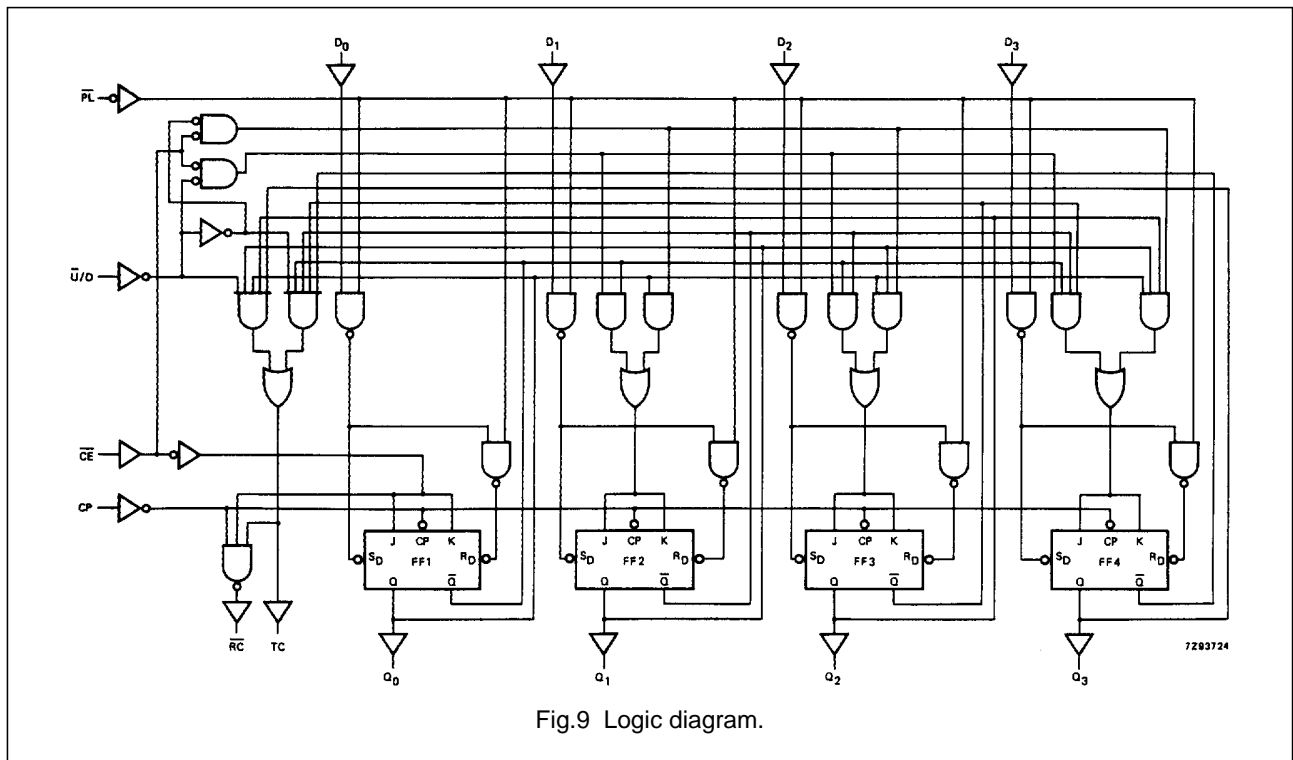 D0 D1 D2 D3
PL
U/D
CE
CP
J CP K J CP K J CP K J CP K
SD FF1 RD SD FF2 RD SD FF3 RD SD FF4 RD
Q Q Q Q Q Q Q Q
RC TC Q0 Q1 Q2 Q3
7Z93724
Fig.9 Logic diagram.